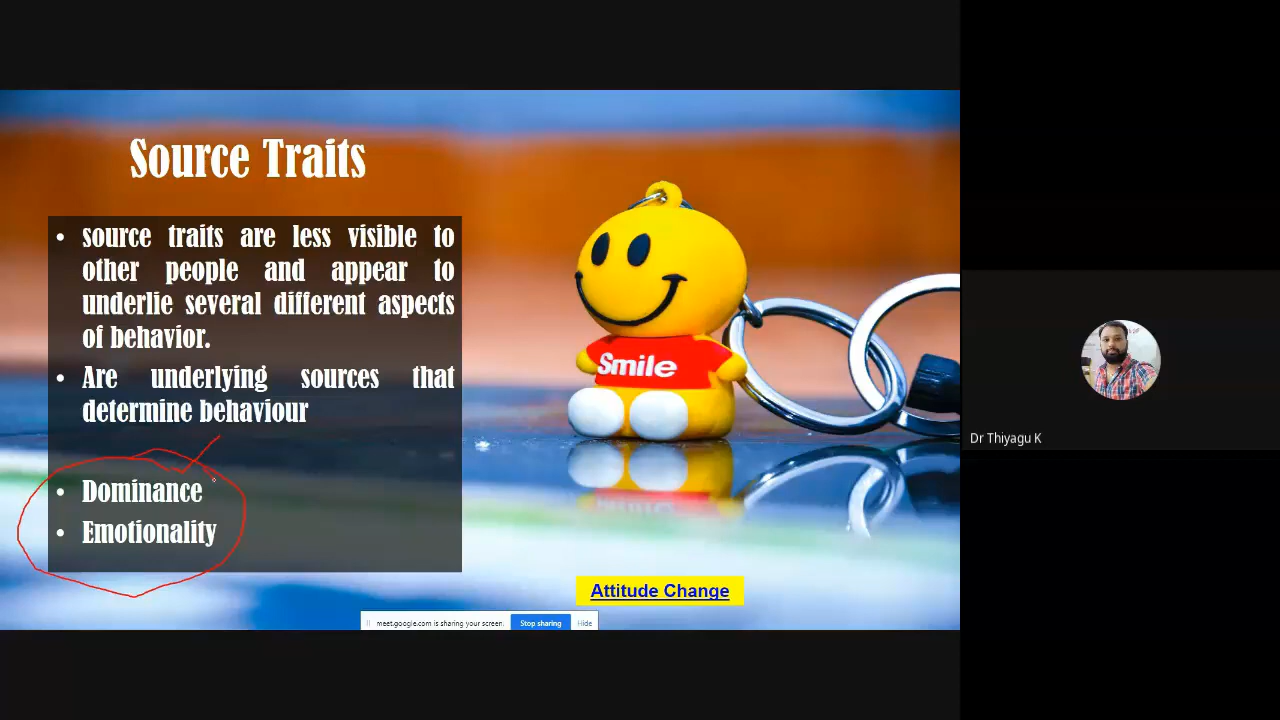 Source Traits
• source traits are less visible to
other people and appear to
underlie several different aspects
of behavior.
• Are underlying sources that
determine behaviour
• Dominance
• Emotionality
Smile
Attitude Change
meet.google.com is sharing your screen.
Stop sharing
Hide
Dr Thiyagu K